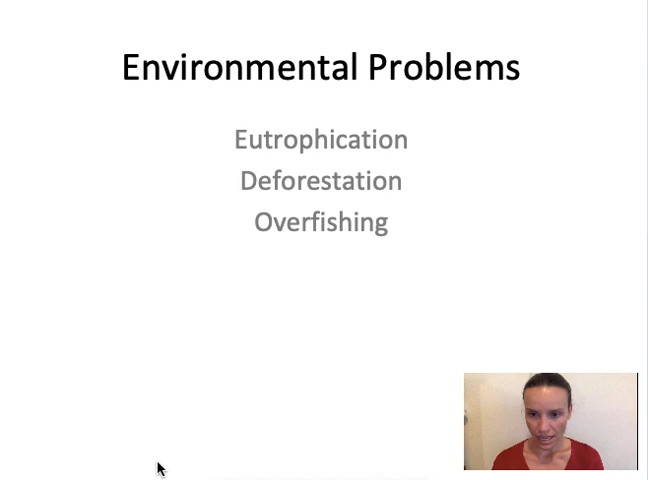 Environmental Problems
Eutrophication
Deforestation
Overfishing